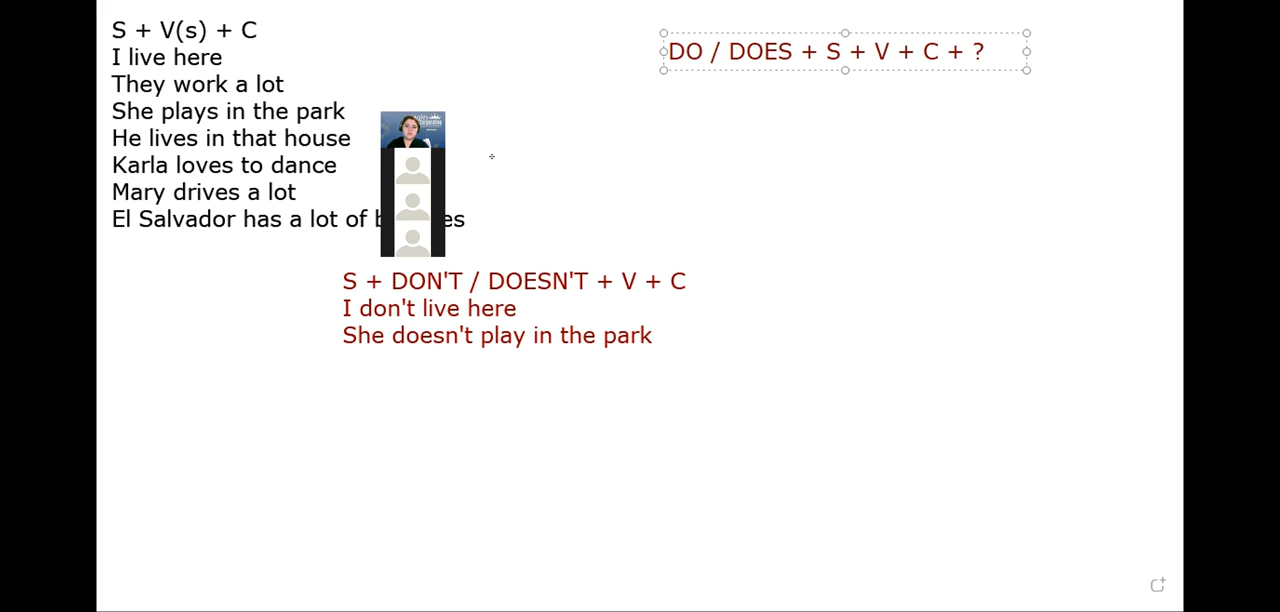 S + V(s) + C
I live here
They work a lot
She plays in the park
He lives in that house
Karla loves to dance
Mary drives a lot
El Salvador has a lot of
DO / DOES + S + V + C + ?
S + DON'T / DOESN'T + V + C
I don't live here
She doesn't play in the park